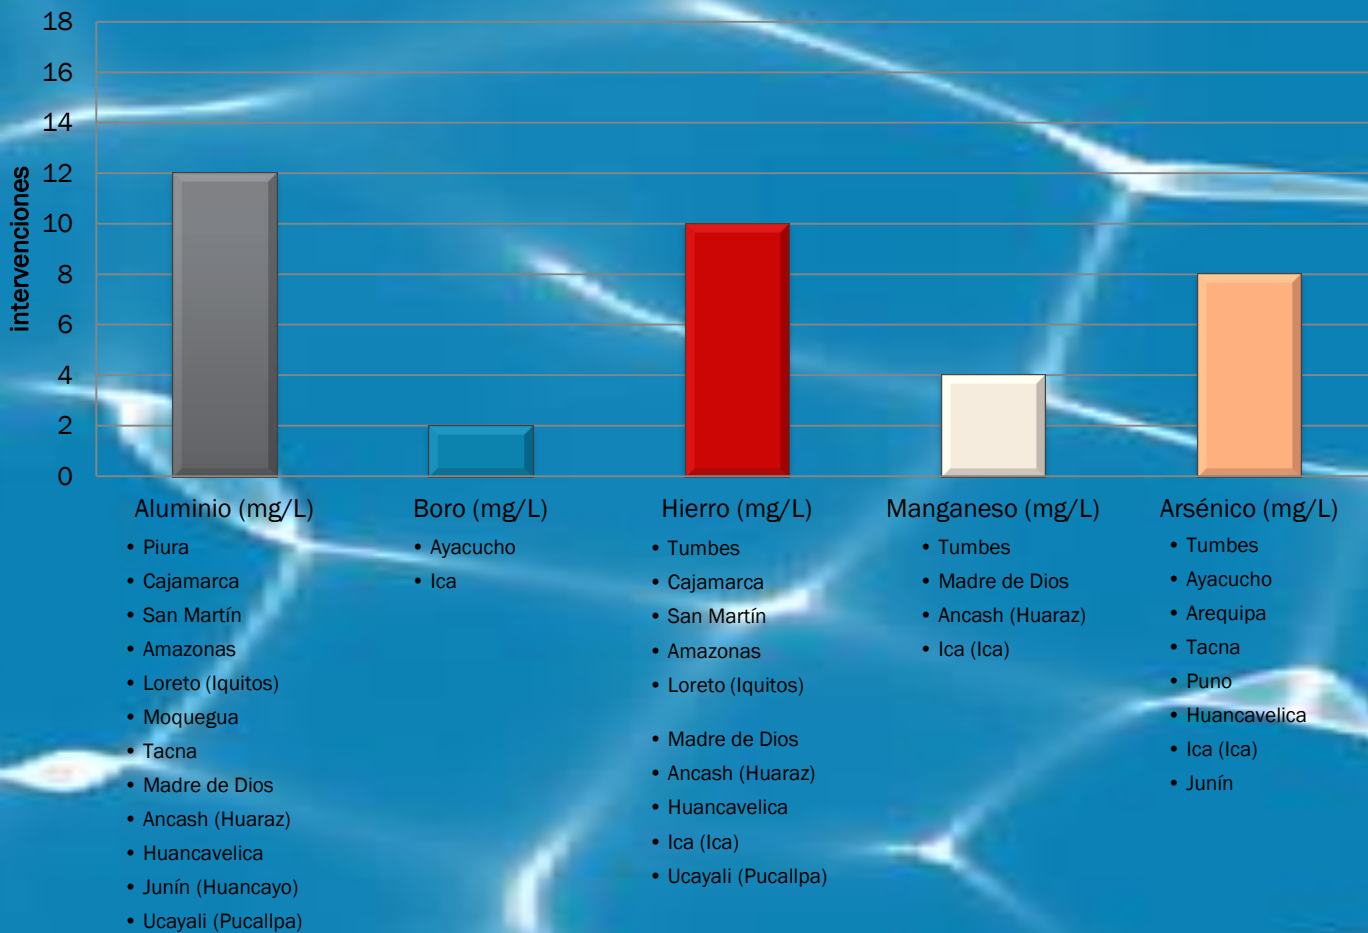 18
16
14
12
10
8
6
4
2
0
intervenciones
Aluminio (mg/L)
• Piura
• Cajamarca
• San Martín
• Amazonas
• Loreto (Iquitos)
• Moquegua
• Tacna
• Madre de Dios
• Ancash (Huaraz)
• Huancavelica
• Junín (Huancayo)
• Ucayali (Pucallpa)
Boro (mg/L)
• Ayacucho
• Ica
Hierro (mg/L)
• Tumbes
• Cajamarca
• San Martín
• Amazonas
• Loreto (Iquitos)
• Madre de Dios
• Ancash (Huaraz)
• Huancavelica
• Ica (Ica)
• Ucayali (Pucallpa)
Manganeso (mg/L)
• Tumbes
• Madre de Dios
• Ancash (Huaraz)
• Ica (Ica)
Arsénico (mg/L)
• Tumbes
• Ayacucho
• Arequipa
• Tacna
• Puno
• Huancavelica
• Ica (Ica)
• Junín